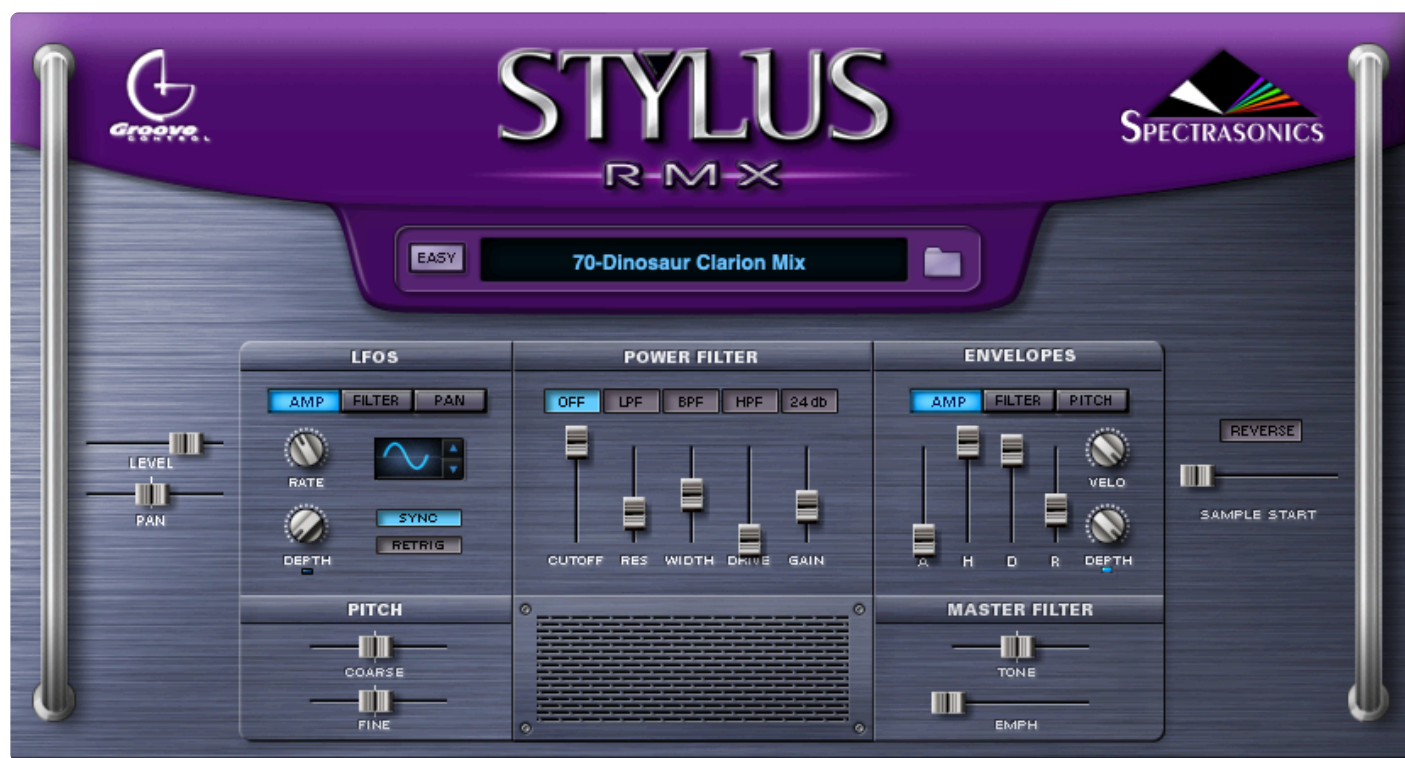 Groove
CONTROL
STYLUS
RMX
SPECTRASONICS
EASY
70-Dinosaur Clarion Mix
LFOS
POWER FILTER
ENVELOPES
AMP FILTER PAN
OFF LPF BPF HPF 24db
AMP FILTER PITCH
LEVEL
PAN
RATE
DEPTH
SYNC
RETRIG
CUTOFF RES WIDTH DRIVE GAIN
A H D R
VELO
DEPTH
REVERSE
SAMPLE START
PITCH
COARSE
FINE
MASTER FILTER
TONE
EMPH